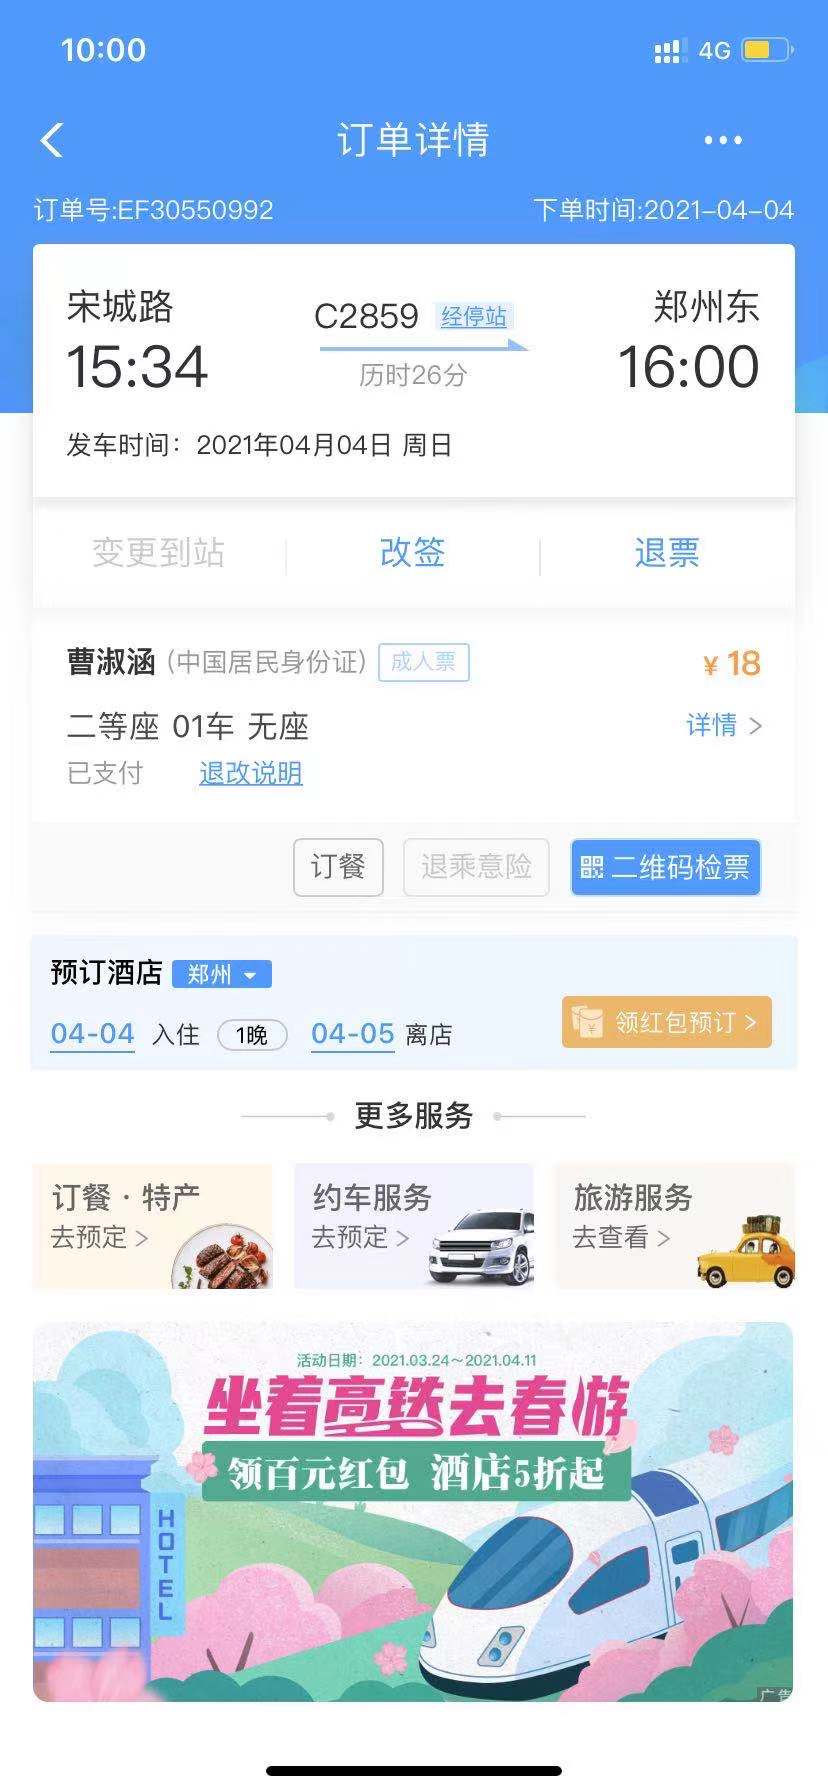 10:00 4G
订单详情
订单号:EF30550992 下单时间:2021-04-04
宋城路 C2859 经停站 郑州东
15:34 历时26分 16:00
发车时间：2021年04月04日 周日
变更到站 改签 退票
曹淑涵 (中国居民身份证) 成人票 ¥18
二等座 01车 无座 详情 >
已支付 退改说明
订餐 退乘意险 二维码检票
预订酒店 郑州
04-04 入住 1晚 04-05 离店 ¥ 领红包预订 >
更多服务
订餐·特产 约车服务 旅游服务
去预定 > 去预定 > 去查看 >
活动日期：2021.03.24~2021.04.11
坐着高铁去春游
领百元红包 酒店5折起
HOTEL
广告